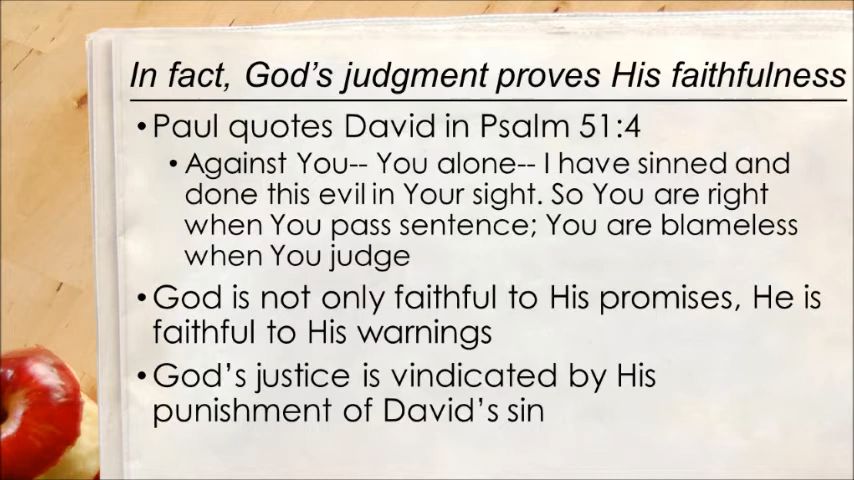 In fact, God's judgment proves His faithfulness
• Paul quotes David in Psalm 51:4
• Against You-- You alone-- I have sinned and
done this evil in Your sight. So You are right
when You pass sentence; You are blameless
when You judge
• God is not only faithful to His promises, He is
faithful to His warnings
• God's justice is vindicated by His
punishment of David's sin